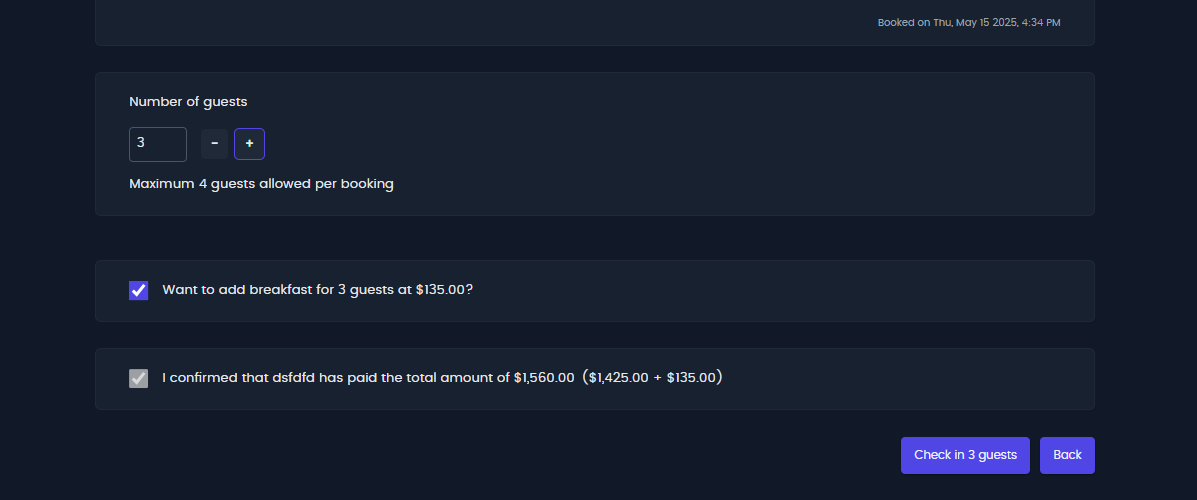 Booked on Thu, May 15 2025, 4:34 PM
Number of guests
3 - +
Maximum 4 guests allowed per booking
Want to add breakfast for 3 guests at $135.00?
I confirmed that dsfdfd has paid the total amount of $1,560.00 ($1,425.00 + $135.00)
Check in 3 guests Back